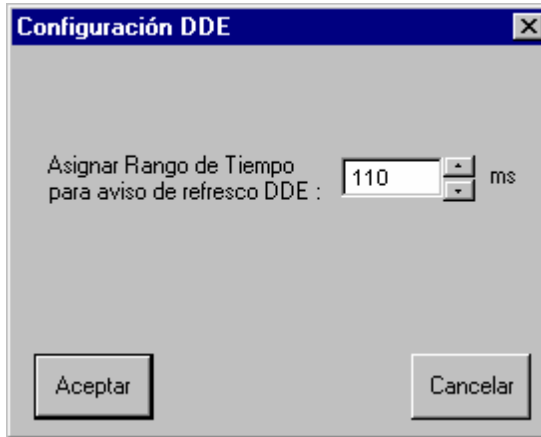 Configuración DDE
Asignar Rango de Tiempo
para aviso de refresco DDE :
110
ms
Aceptar
Cancelar